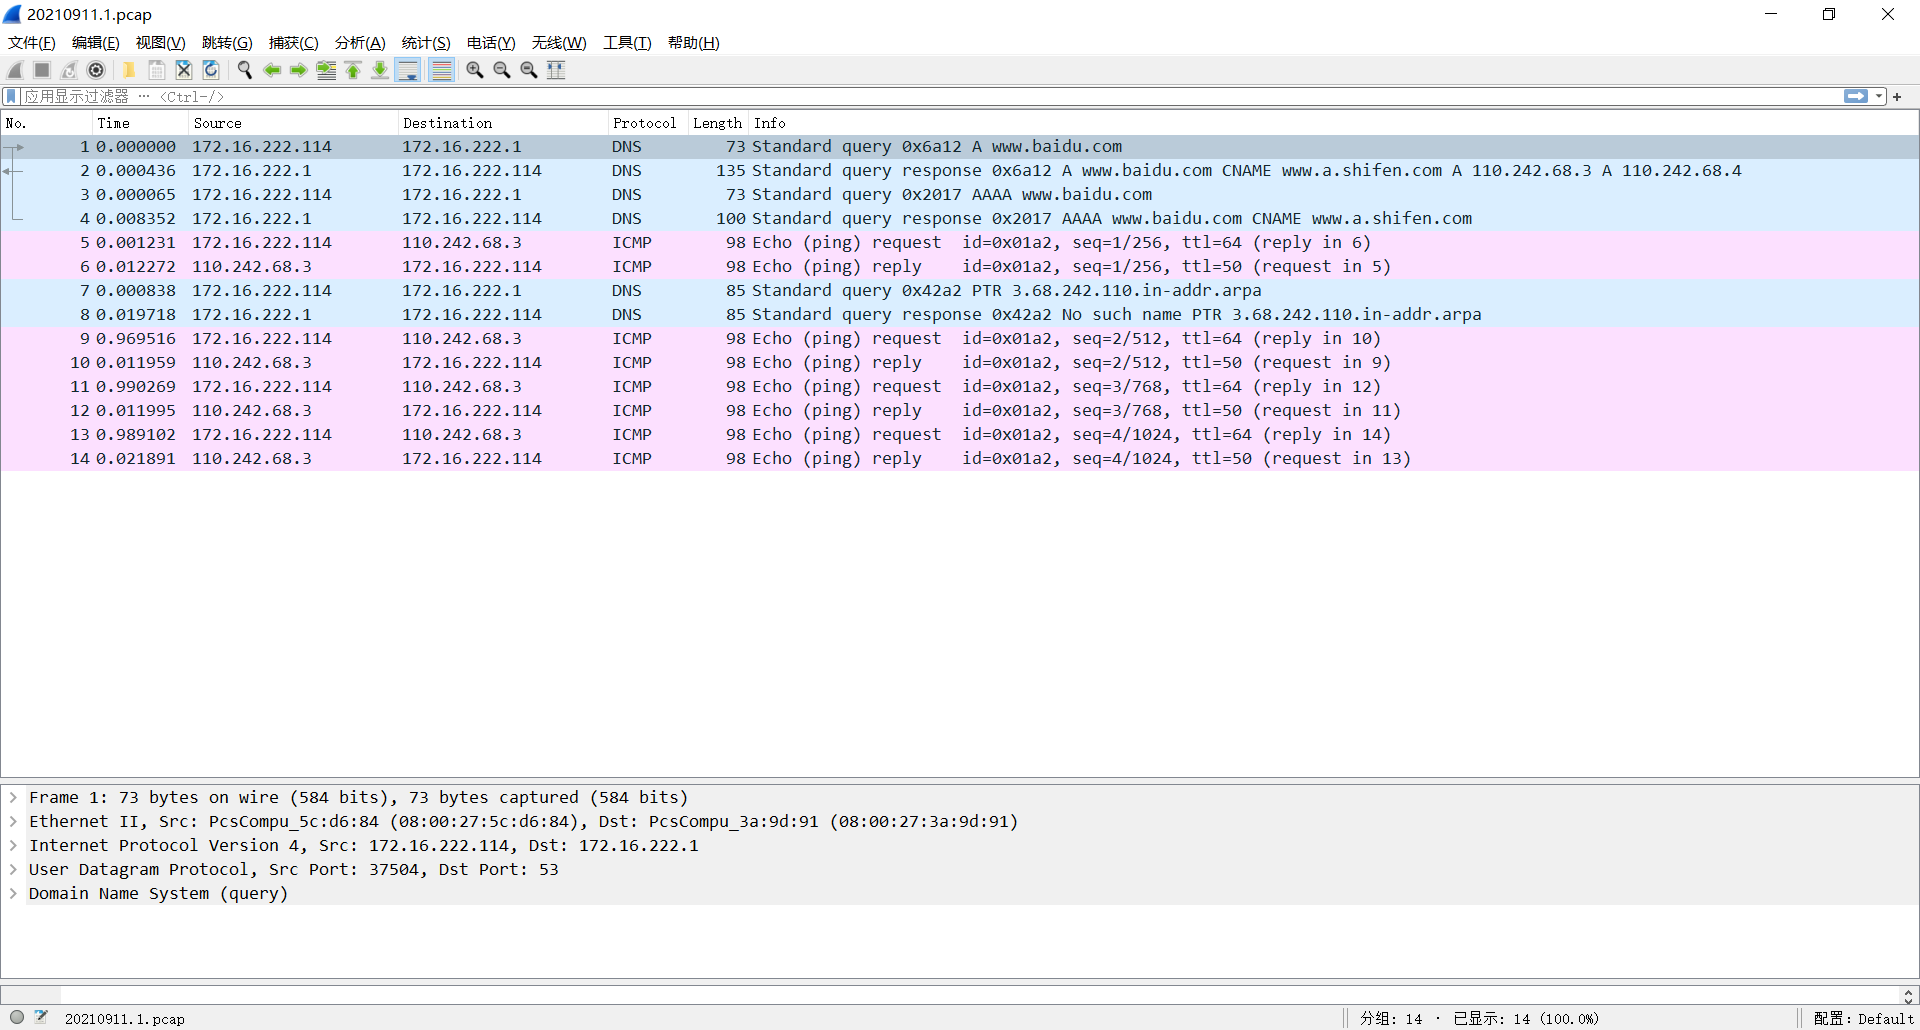 20210911.1.pcap
文件(F) 编辑(E) 视图(V) 跳转(G) 捕获(C) 分析(A) 统计(S) 电话(Y) 无线(W) 工具(T) 帮助(H)
应用显示过滤器 … <Ctrl-/>
No. Time Source Destination Protocol Length Info
1 0.000000 172.16.222.114 172.16.222.1 DNS 73 Standard query 0x6a12 A www.baidu.com
2 0.000436 172.16.222.1 172.16.222.114 DNS 135 Standard query response 0x6a12 A www.baidu.com CNAME www.a.shifen.com A 110.242.68.3 A 110.242.68.4
3 0.000065 172.16.222.114 172.16.222.1 DNS 73 Standard query 0x2017 AAAA www.baidu.com
4 0.008352 172.16.222.1 172.16.222.114 DNS 100 Standard query response 0x2017 AAAA www.baidu.com CNAME www.a.shifen.com
5 0.001231 172.16.222.114 110.242.68.3 ICMP 98 Echo (ping) request id=0x01a2, seq=1/256, ttl=64 (reply in 6)
6 0.012272 110.242.68.3 172.16.222.114 ICMP 98 Echo (ping) reply id=0x01a2, seq=1/256, ttl=50 (request in 5)
7 0.000838 172.16.222.114 172.16.222.1 DNS 85 Standard query 0x42a2 PTR 3.68.242.110.in-addr.arpa
8 0.019718 172.16.222.1 172.16.222.114 DNS 85 Standard query response 0x42a2 No such name PTR 3.68.242.110.in-addr.arpa
9 0.969516 172.16.222.114 110.242.68.3 ICMP 98 Echo (ping) request id=0x01a2, seq=2/512, ttl=64 (reply in 10)
10 0.011959 110.242.68.3 172.16.222.114 ICMP 98 Echo (ping) reply id=0x01a2, seq=2/512, ttl=50 (request in 9)
11 0.990269 172.16.222.114 110.242.68.3 ICMP 98 Echo (ping) request id=0x01a2, seq=3/768, ttl=64 (reply in 12)
12 0.011995 110.242.68.3 172.16.222.114 ICMP 98 Echo (ping) reply id=0x01a2, seq=3/768, ttl=50 (request in 11)
13 0.989102 172.16.222.114 110.242.68.3 ICMP 98 Echo (ping) request id=0x01a2, seq=4/1024, ttl=64 (reply in 14)
14 0.021891 110.242.68.3 172.16.222.114 ICMP 98 Echo (ping) reply id=0x01a2, seq=4/1024, ttl=50 (request in 13)
Frame 1: 73 bytes on wire (584 bits), 73 bytes captured (584 bits)
Ethernet II, Src: PcsCompu_5c:d6:84 (08:00:27:5c:d6:84), Dst: PcsCompu_3a:9d:91 (08:00:27:3a:9d:91)
Internet Protocol Version 4, Src: 172.16.222.114, Dst: 172.16.222.1
User Datagram Protocol, Src Port: 37504, Dst Port: 53
Domain Name System (query)
20210911.1.pcap 分组: 14 · 已显示: 14 (100.0%) 配置: Default